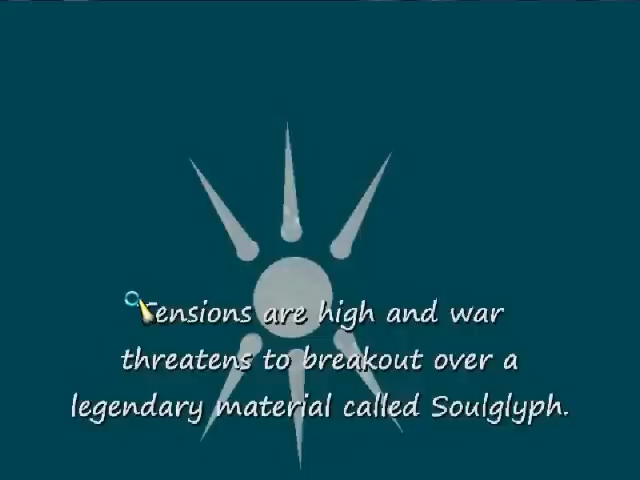 Tensions are high and war
threatens to breakout over a
legendary material called Soulglyph.